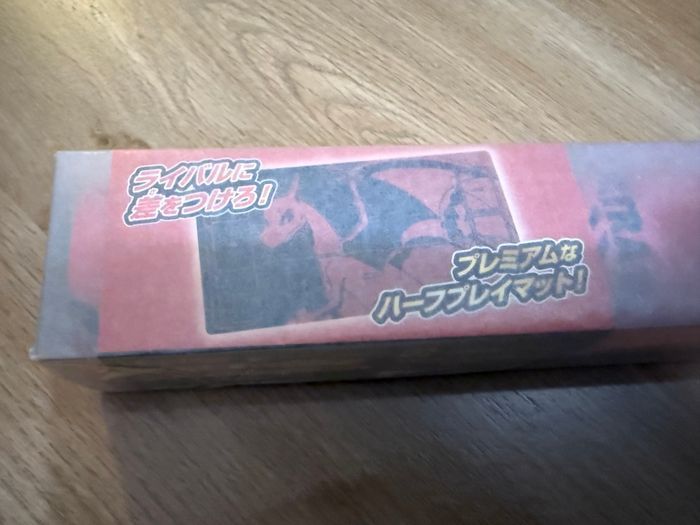 ライバルに
差をつけろ!
プレミアムな
ハーフプレイマット!